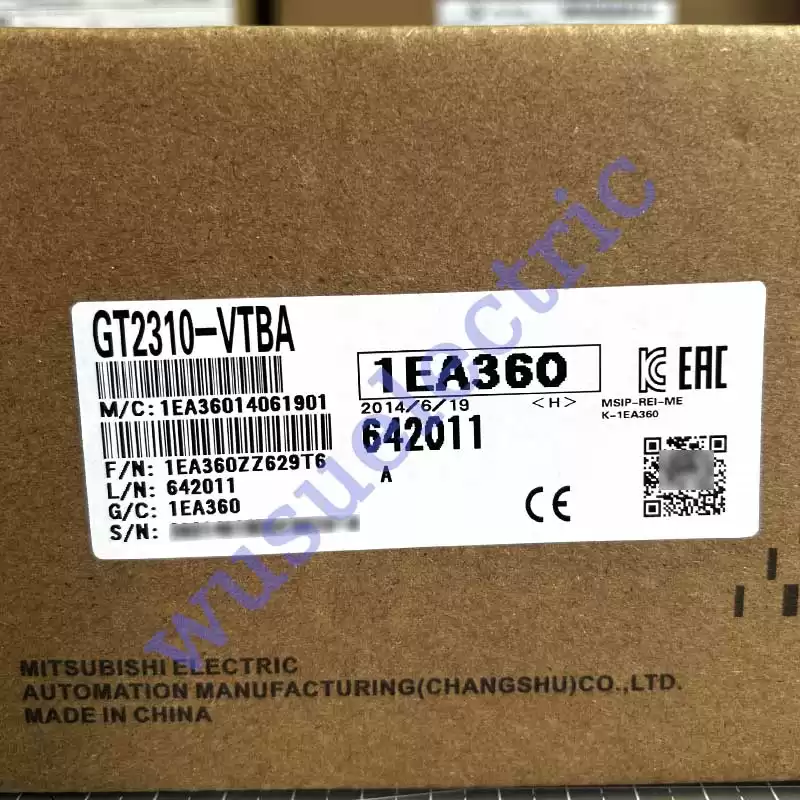 GT2310-VTBA
M/C: 1EA36014061901
F/N: 1EA360ZZ629T6
L/N: 642011
G/C: 1EA360
S/N:
1EA360
2014/6/19 <H>
642011
A
MSIP-REI-ME
K-1EA360
EAC
CE
wusuelectric
MITSUBISHI ELECTRIC
AUTOMATION MANUFACTURING(CHANGSHU)CO.,LTD.
MADE IN CHINA